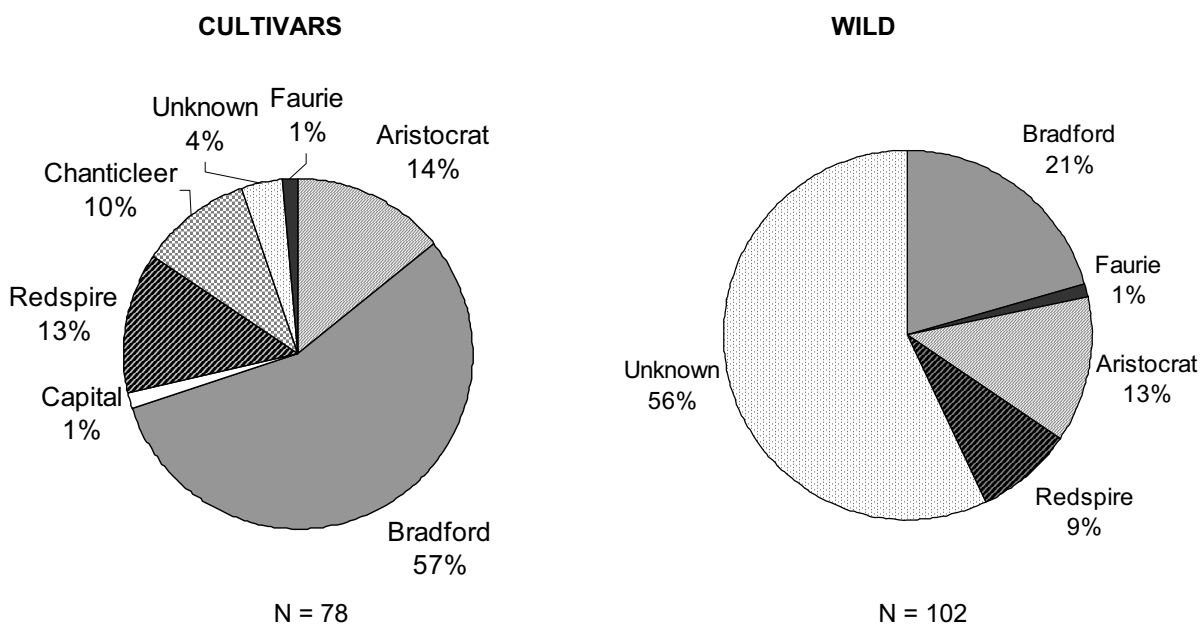 CULTIVARS
Unknown
4%
Faurie
1%
Aristocrat
14%
Chanticleer
10%
Redspire
13%
Capital
1%
Bradford
57%
N = 78
WILD
Bradford
21%
Faurie
1%
Aristocrat
13%
Unknown
56%
Redspire
9%
N = 102